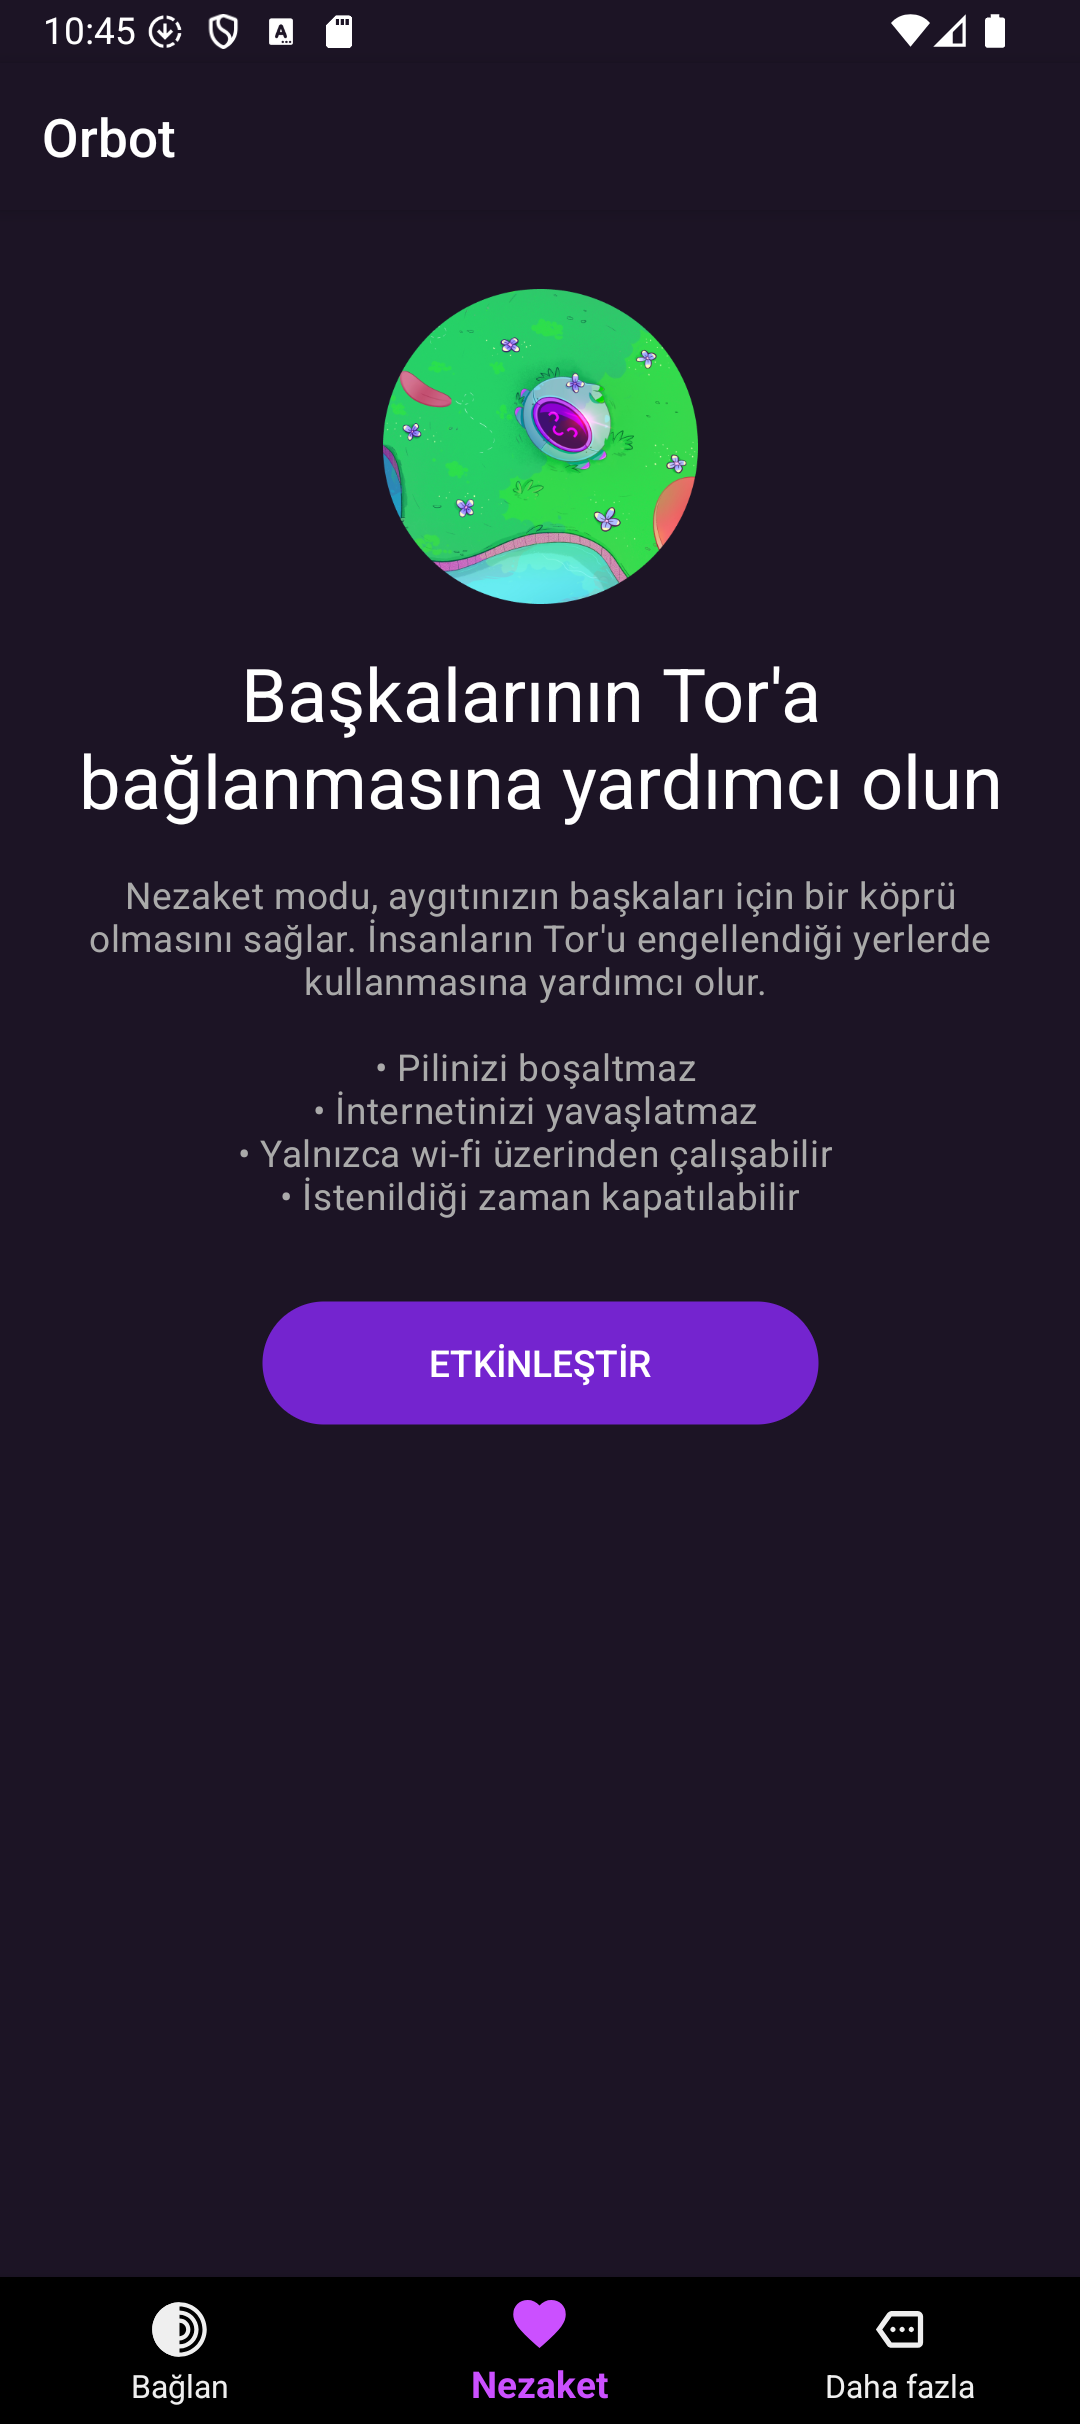 10:45
Orbot
Başkalarının Tor'a
bağlanmasına yardımcı olun
Nezaket modu, aygıtınızın başkaları için bir köprü
olmasını sağlar. İnsanların Tor'u engellendiği yerlerde
kullanmasına yardımcı olur.
• Pilinizi boşaltmaz
• İnternetinizi yavaşlatmaz
• Yalnızca wi-fi üzerinden çalışabilir
• İstenildiği zaman kapatılabilir
ETKİNLEŞTİR
Bağlan
Nezaket
Daha fazla